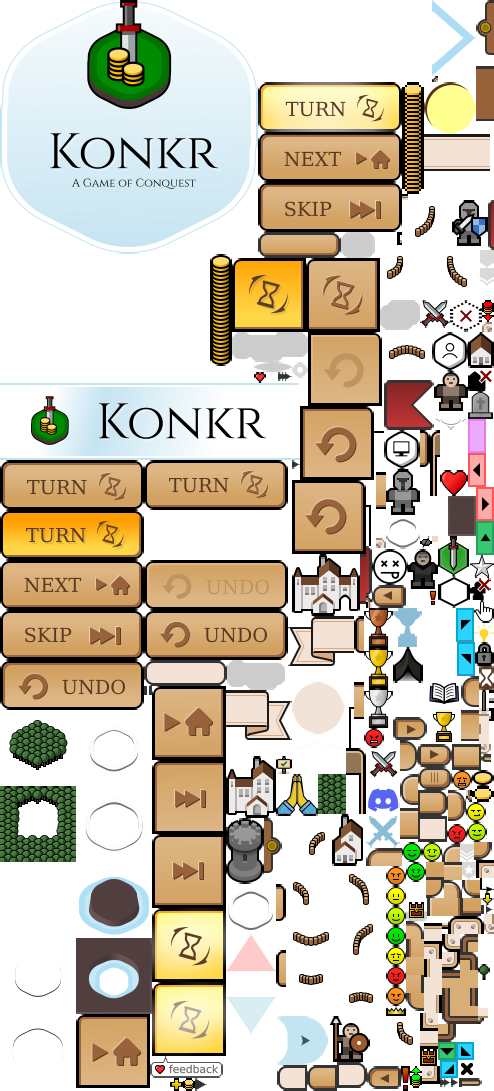 KONKR
A GAME OF CONQUEST
TURN
NEXT
SKIP
KONKR
TURN
TURN
TURN
NEXT
UNDO
SKIP
UNDO
UNDO
feedback